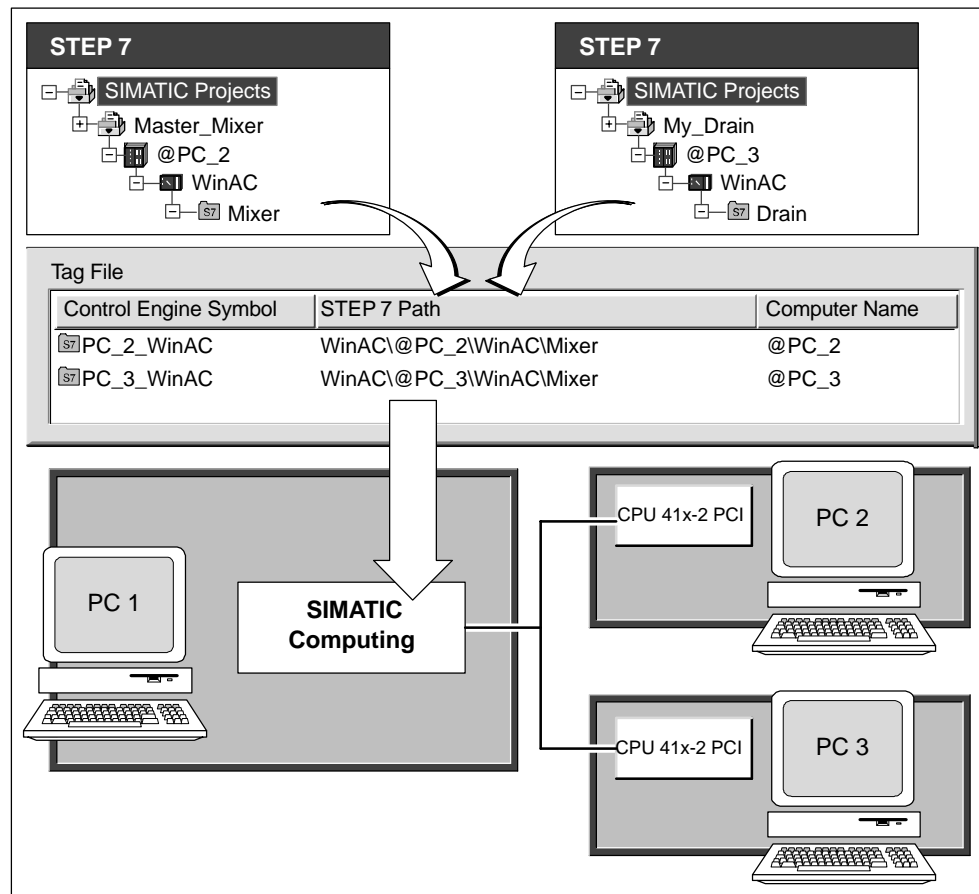 STEP 7
SIMATIC Projects
Master_Mixer
@PC_2
WinAC
S7 Mixer
STEP 7
SIMATIC Projects
My_Drain
@PC_3
WinAC
S7 Drain
Tag File
Control Engine Symbol STEP 7 Path Computer Name
S7 PC_2_WinAC WinAC\@PC_2\WinAC\Mixer @PC_2
S7 PC_3_WinAC WinAC\@PC_3\WinAC\Mixer @PC_3
PC 1
SIMATIC
Computing
CPU 41x-2 PCI
PC 2
CPU 41x-2 PCI
PC 3